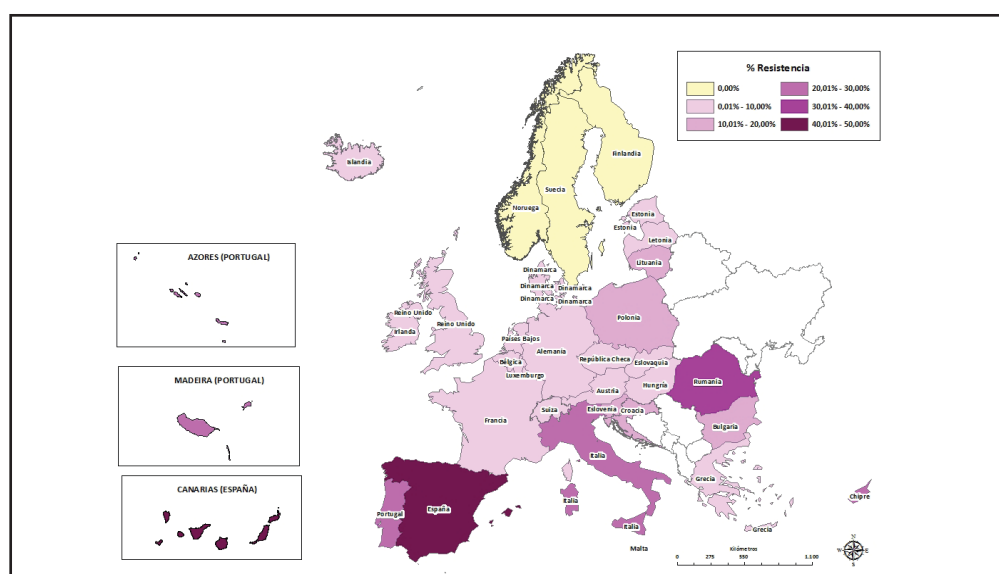 % Resistencia
0,00%
20,01% - 30,00%
0,01% - 10,00%
30,01% - 40,00%
10,01% - 20,00%
40,01% - 50,00%
Islandia
Finlandia
Suecia
Noruega
Estonia
Estonia
Letonia
Lituania
Dinamarca
Dinamarca
Dinamarca
Dinamarca
Dinamarca
AZORES (PORTUGAL)
Reino Unido
Reino Unido
Irlanda
Polonia
Países Bajos
Alemania
Bélgica
República Checa
Eslovaquia
Luxemburgo
MADEIRA (PORTUGAL)
Austria
Hungría
Rumania
Suiza
Eslovenia
Croacia
Francia
Bulgaria
Italia
Grecia
CANARIAS (ESPAÑA)
Chipre
Italia
España
Portugal
Italia
Grecia
Malta
Kilómetros
0 275 550 1.100
N
W E
S